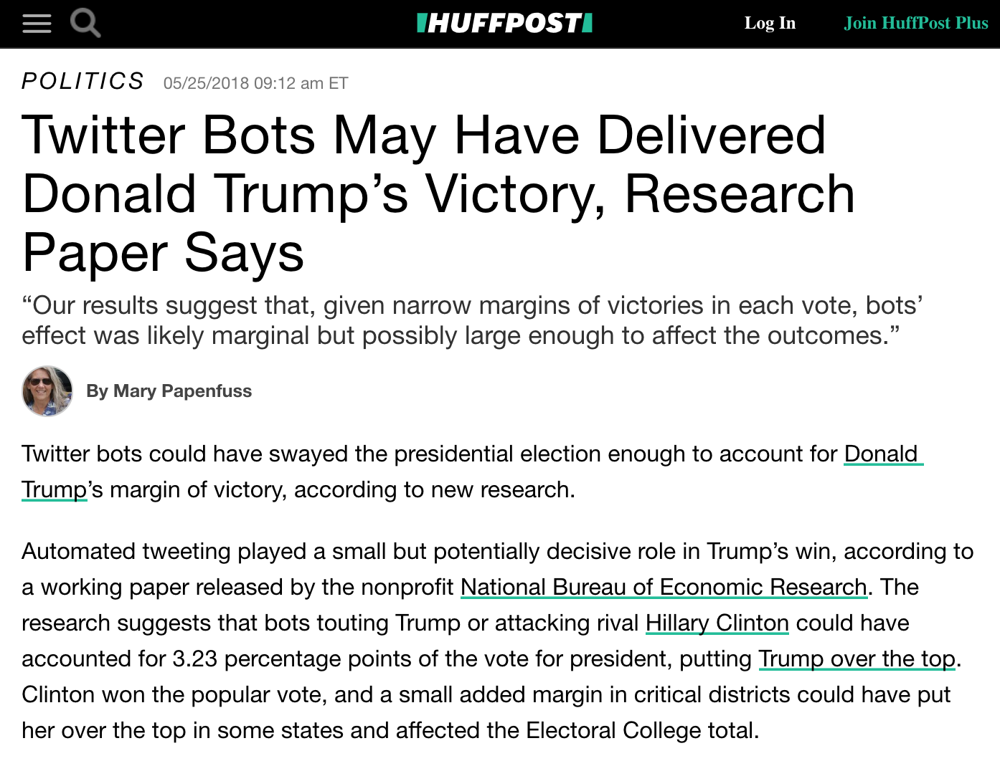 HUFFPOST
Log In
Join HuffPost Plus
POLITICS 05/25/2018 09:12 am ET
Twitter Bots May Have Delivered
Donald Trump’s Victory, Research
Paper Says
“Our results suggest that, given narrow margins of victories in each vote, bots’
effect was likely marginal but possibly large enough to affect the outcomes.”
By Mary Papenfuss
Twitter bots could have swayed the presidential election enough to account for Donald
Trump’s margin of victory, according to new research.
Automated tweeting played a small but potentially decisive role in Trump’s win, according to
a working paper released by the nonprofit National Bureau of Economic Research. The
research suggests that bots touting Trump or attacking rival Hillary Clinton could have
accounted for 3.23 percentage points of the vote for president, putting Trump over the top.
Clinton won the popular vote, and a small added margin in critical districts could have put
her over the top in some states and affected the Electoral College total.